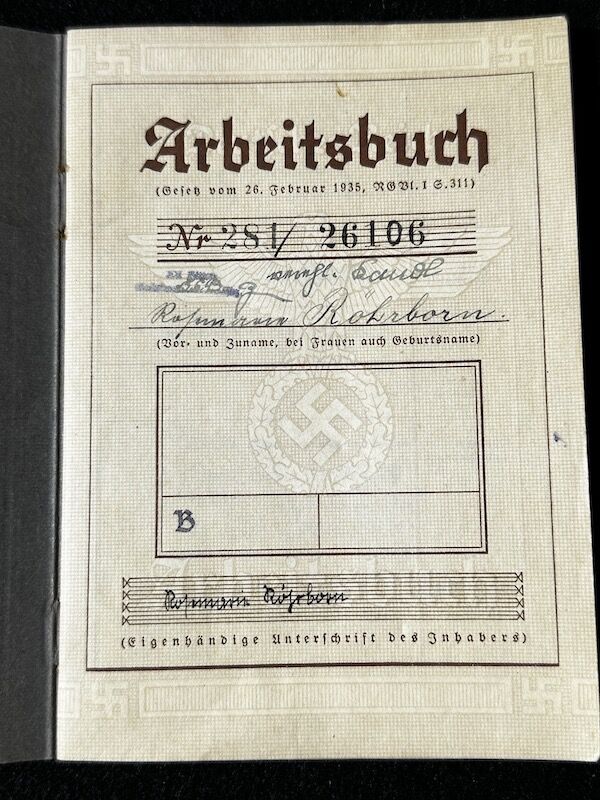 Arbeitsbuch
(Gesetz vom 26. Februar 1935, RGBl. I S. 311)
Nr 281/ 26106
verehl.
Rosemarie Röhrborn.
(Vor- und Zuname, bei Frauen auch Geburtsname)
B
Rosemarie Röhrborn
(Eigenhändige Unterschrift des Inhabers)